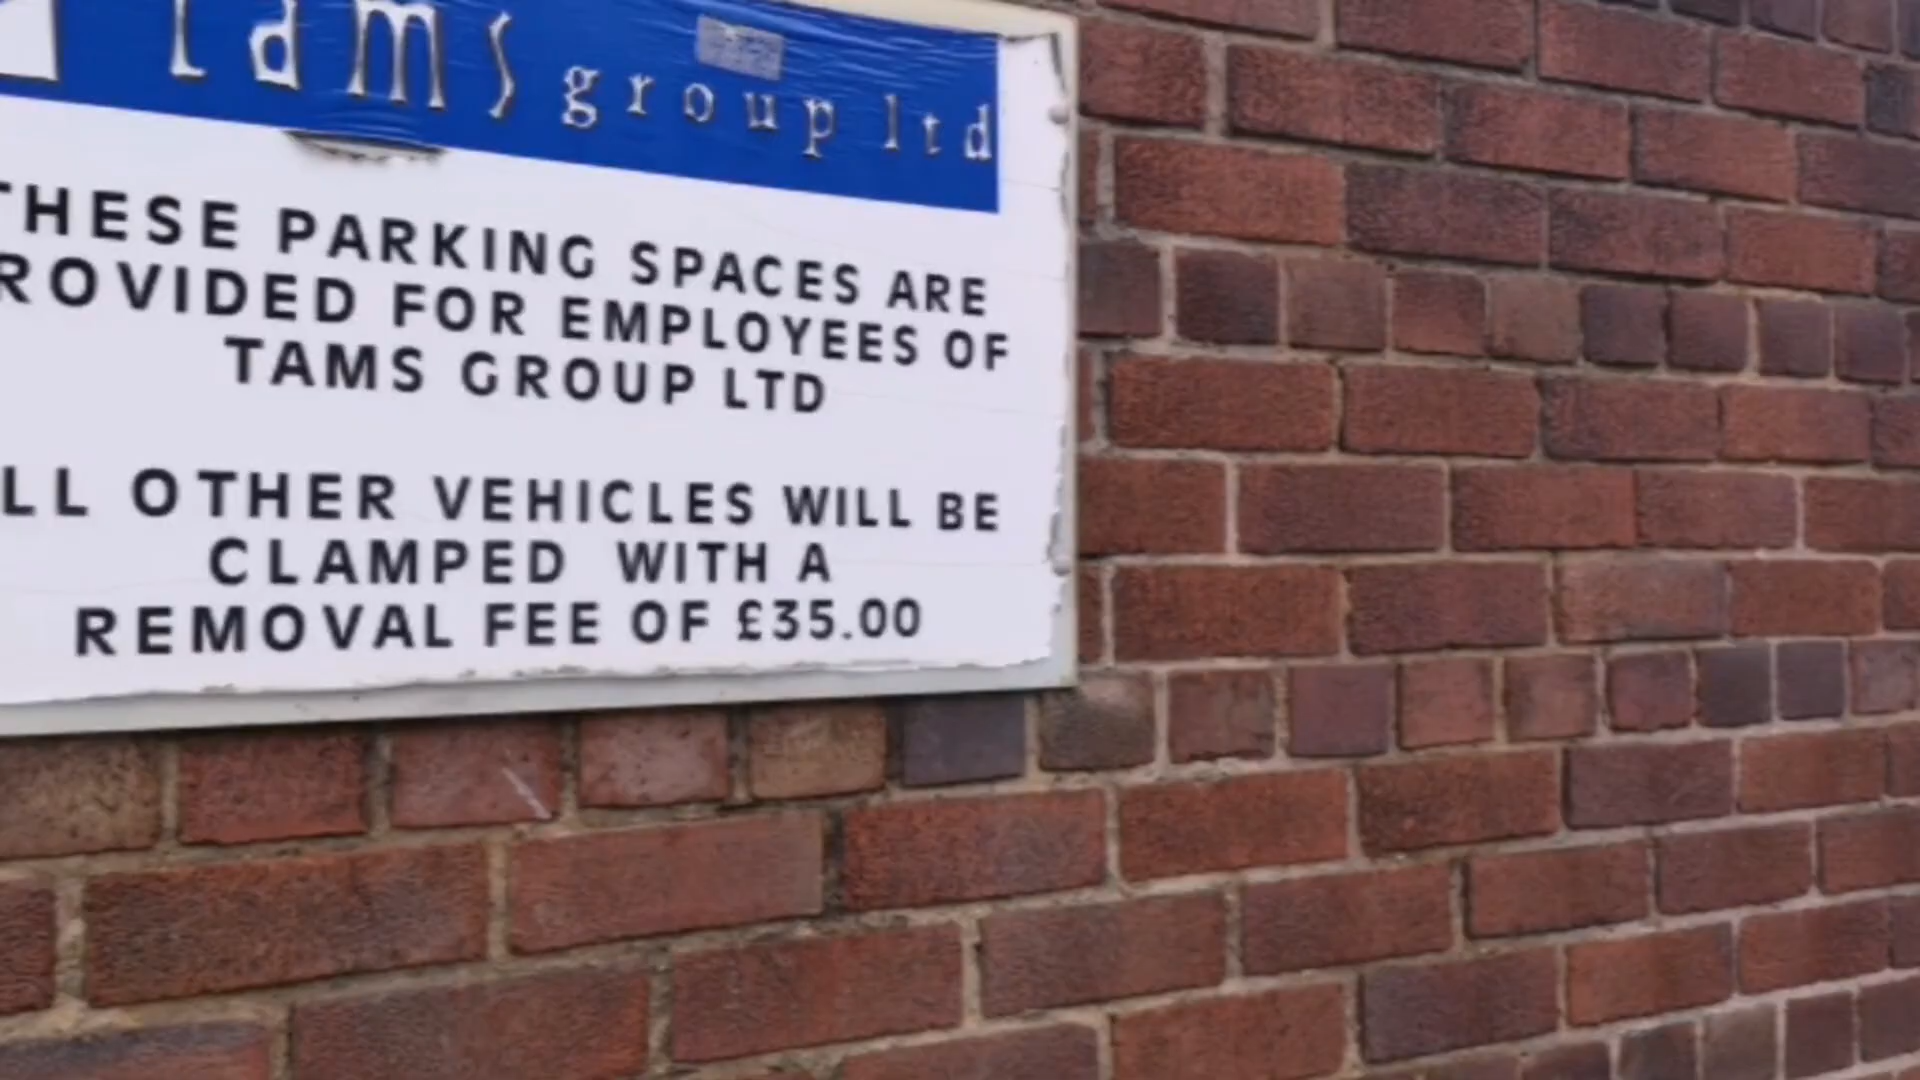 tams group ltd
THESE PARKING SPACES ARE
ROVIDED FOR EMPLOYEES OF
TAMS GROUP LTD
LL OTHER VEHICLES WILL BE
CLAMPED WITH A
REMOVAL FEE OF £35.00